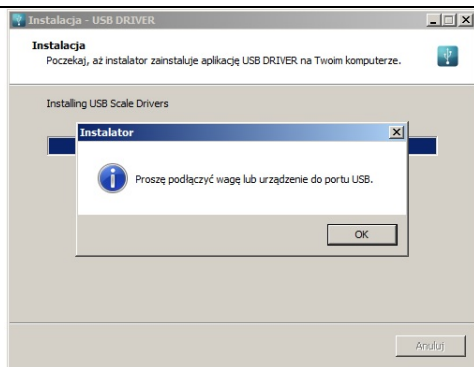 Instalacja - USB DRIVER
Instalacja
Poczekaj, aż instalator zainstaluje aplikację USB DRIVER na Twoim komputerze.
Installing USB Scale Drivers
Instalator
Proszę podłączyć wagę lub urządzenie do portu USB.
OK
Anuluj